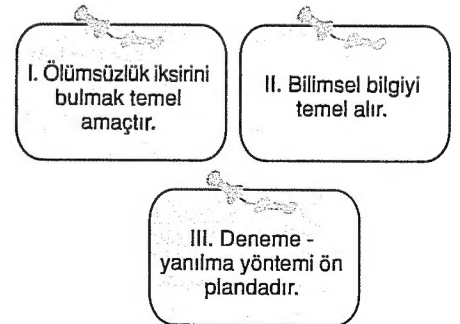 I. Ölümsüzlük iksirini
bulmak temel
amaçtır.
II. Bilimsel bilgiyi
temel alır.
III. Deneme -
yanılma yöntemi ön
plandadır.